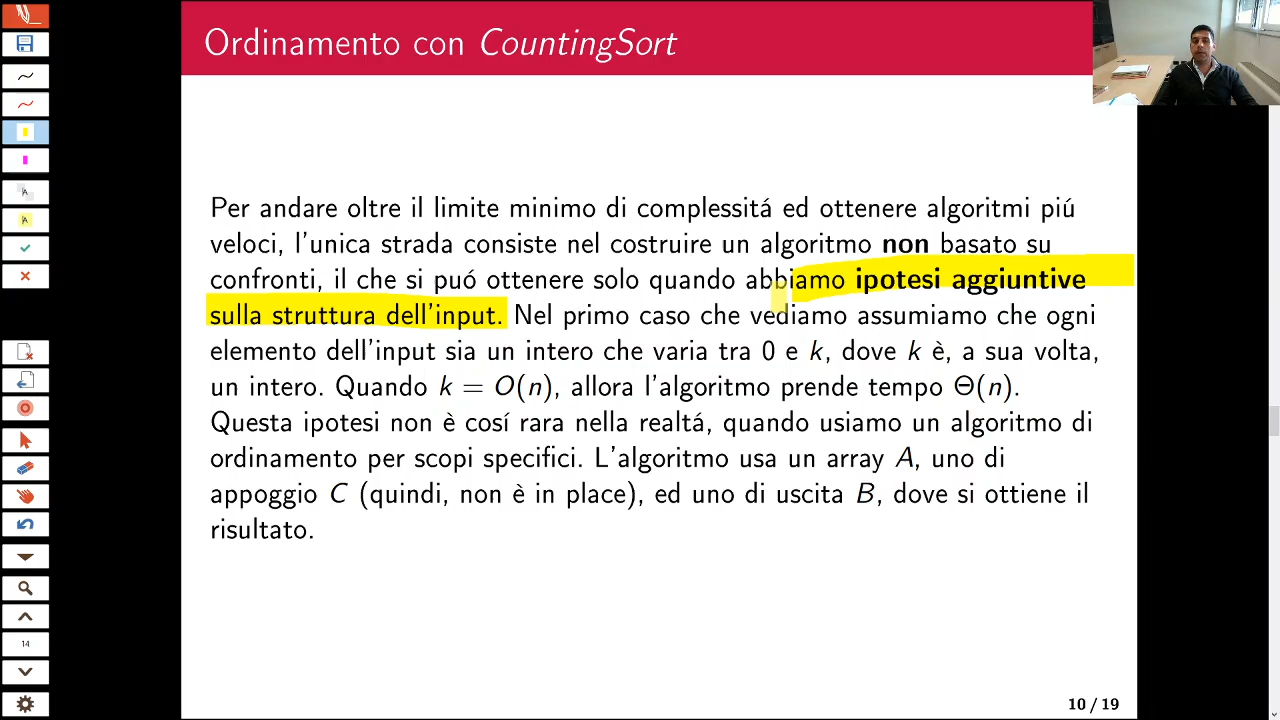 Ordinamento con CountingSort
Per andare oltre il limite minimo di complessitá ed ottenere algoritmi piú
veloci, l'unica strada consiste nel costruire un algoritmo non basato su
confronti, il che si puó ottenere solo quando abbiamo ipotesi aggiuntive
sulla struttura dell'input. Nel primo caso che vediamo assumiamo che ogni
elemento dell'input sia un intero che varia tra 0 e k, dove k è, a sua volta,
un intero. Quando k = O(n), allora l'algoritmo prende tempo Θ(n).
Questa ipotesi non è cosí rara nella realtá, quando usiamo un algoritmo di
ordinamento per scopi specifici. L'algoritmo usa un array A, uno di
appoggio C (quindi, non è in place), ed uno di uscita B, dove si ottiene il
risultato.
A
A
14
10 / 19